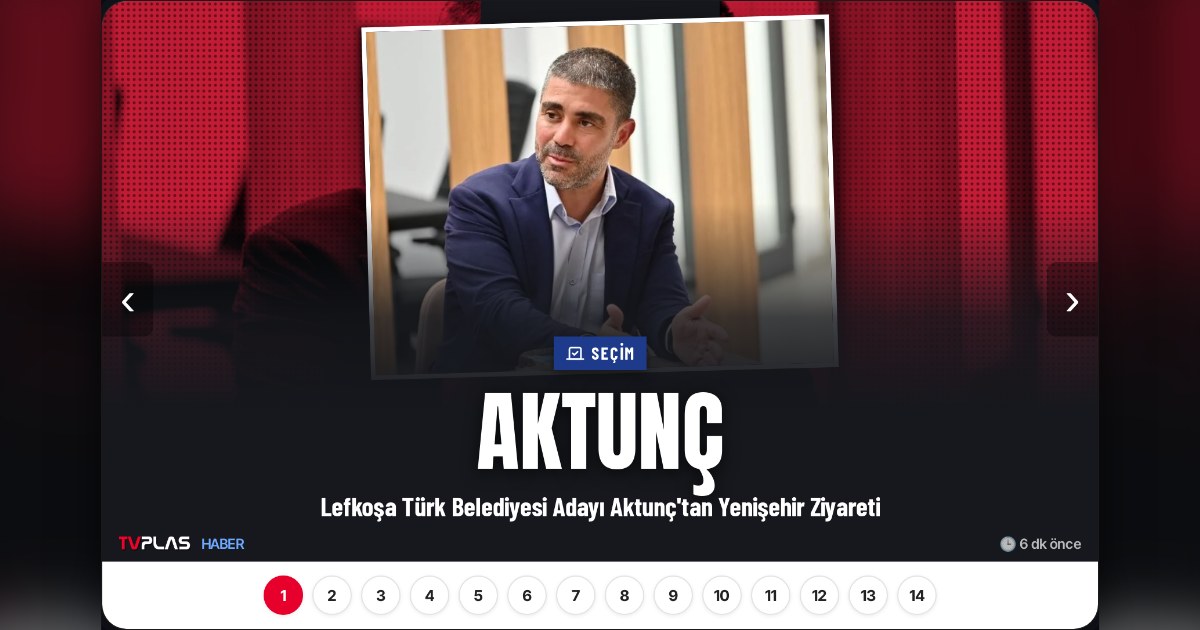 SEÇİM
AKTUNÇ
Lefkoşa Türk Belediyesi Adayı Aktunç'tan Yenişehir Ziyareti
TVPLAS HABER
6 dk önce
1 2 3 4 5 6 7 8 9 10 11 12 13 14